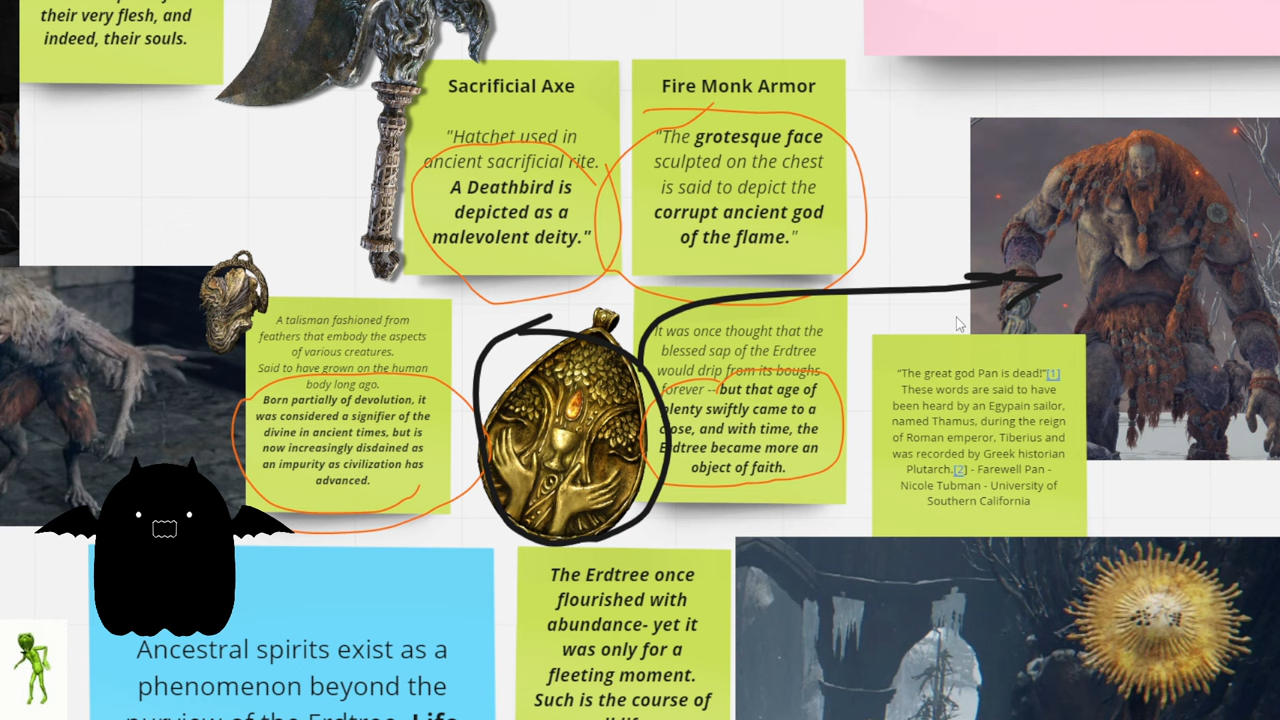 their very flesh, and
indeed, their souls.
Sacrificial Axe
"Hatchet used in
ancient sacrificial rite.
A Deathbird is
depicted as a
malevolent deity."
Fire Monk Armor
"The grotesque face
sculpted on the chest
is said to depict the
corrupt ancient god
of the flame."
A talisman fashioned from
feathers that embody the aspects
of various creatures.
Said to have grown on the human
body long ago.
Born partially of devolution, it
was considered a signifier of the
divine in ancient times, but is
now increasingly disdained as
an impurity as civilization has
advanced.
It was once thought that the
blessed sap of the Erdtree
would drip from its boughs
forever -- but that age of
plenty swiftly came to a
close, and with time, the
Erdtree became more an
object of faith.
"The great god Pan is dead!"[1]
These words are said to have
been heard by an Egypain sailor,
named Thamus, during the reign
of Roman emperor, Tiberius and
was recorded by Greek historian
Plutarch.[2] - Farewell Pan -
Nicole Tubman - University of
Southern California
The Erdtree once
flourished with
abundance- yet it
was only for a
fleeting moment.
Such is the course of
Ancestral spirits exist as a
phenomenon beyond the
purview of the Erdtree. Life